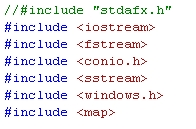 //#include "stdafx.h"
#include <iostream>
#include <fstream>
#include <conio.h>
#include <sstream>
#include <windows.h>
#include <map>